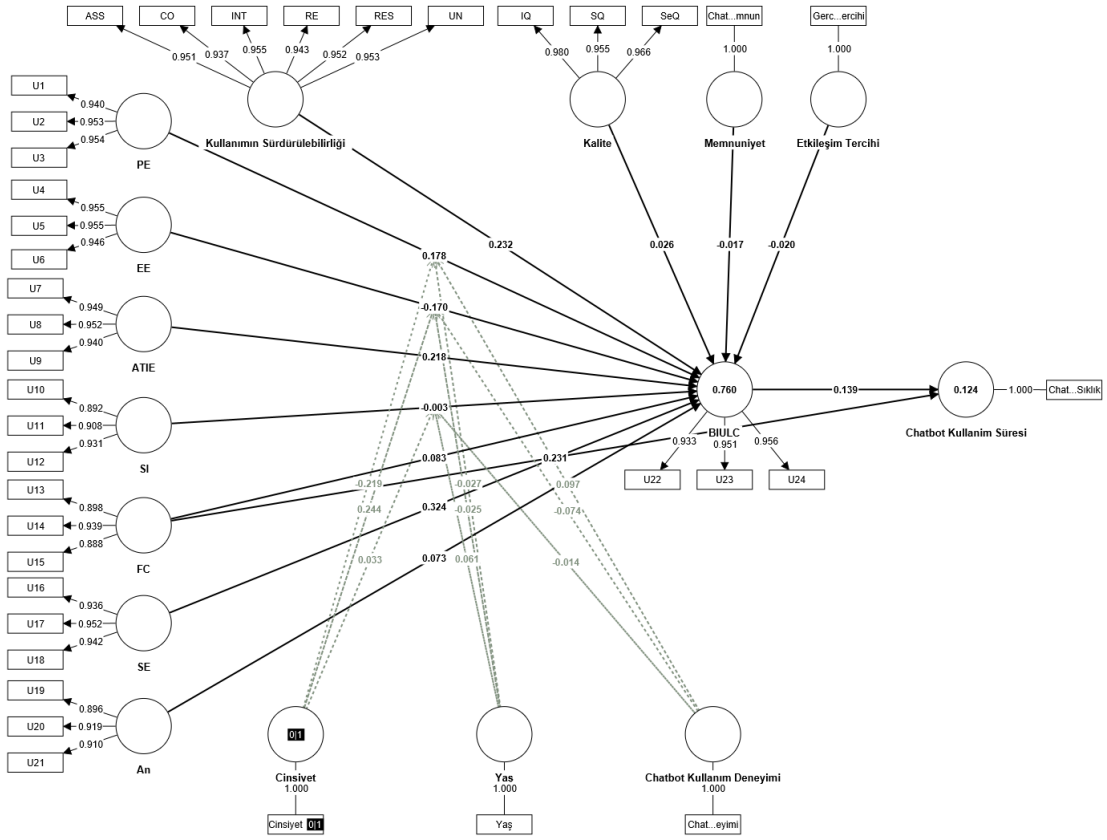 ASS CO INT RE RES UN IQ SQ SeQ Chat...mnun Gerc...ercihi
0.951 0.937 0.955 0.943 0.952 0.953 0.980 0.955 0.966 1.000 1.000
Kullanımın Sürdürülebilirliği Kalite Memnuniyet Etkileşim Tercihi
U1 0.940
U2 0.953
U3 0.954
PE
U4 0.955
U5 0.955
U6 0.946
EE
U7 0.949
U8 0.952
U9 0.940
ATIE
U10 0.892
U11 0.908
U12 0.931
SI
U13 0.898
U14 0.939
U15 0.888
FC
U16 0.936
U17 0.952
U18 0.942
SE
U19 0.896
U20 0.919
U21 0.910
An
0.232 0.026 -0.017 -0.020
0.178
-0.170
0.218
-0.003
0.083 0.231
0.324
0.073
-0.219 -0.027 0.097
0.244 -0.025 -0.074
0.033 0.061 -0.014
0.760 0.139 0.124 1.000 Chat...Sıklık
BIULC Chatbot Kullanim Süresi
0.933 0.951 0.956
U22 U23 U24
0|1
Cinsiyet Yaş Chatbot Kullanım Deneyimi
1.000 1.000 1.000
Cinsiyet 0|1 Yaş Chat...eyimi